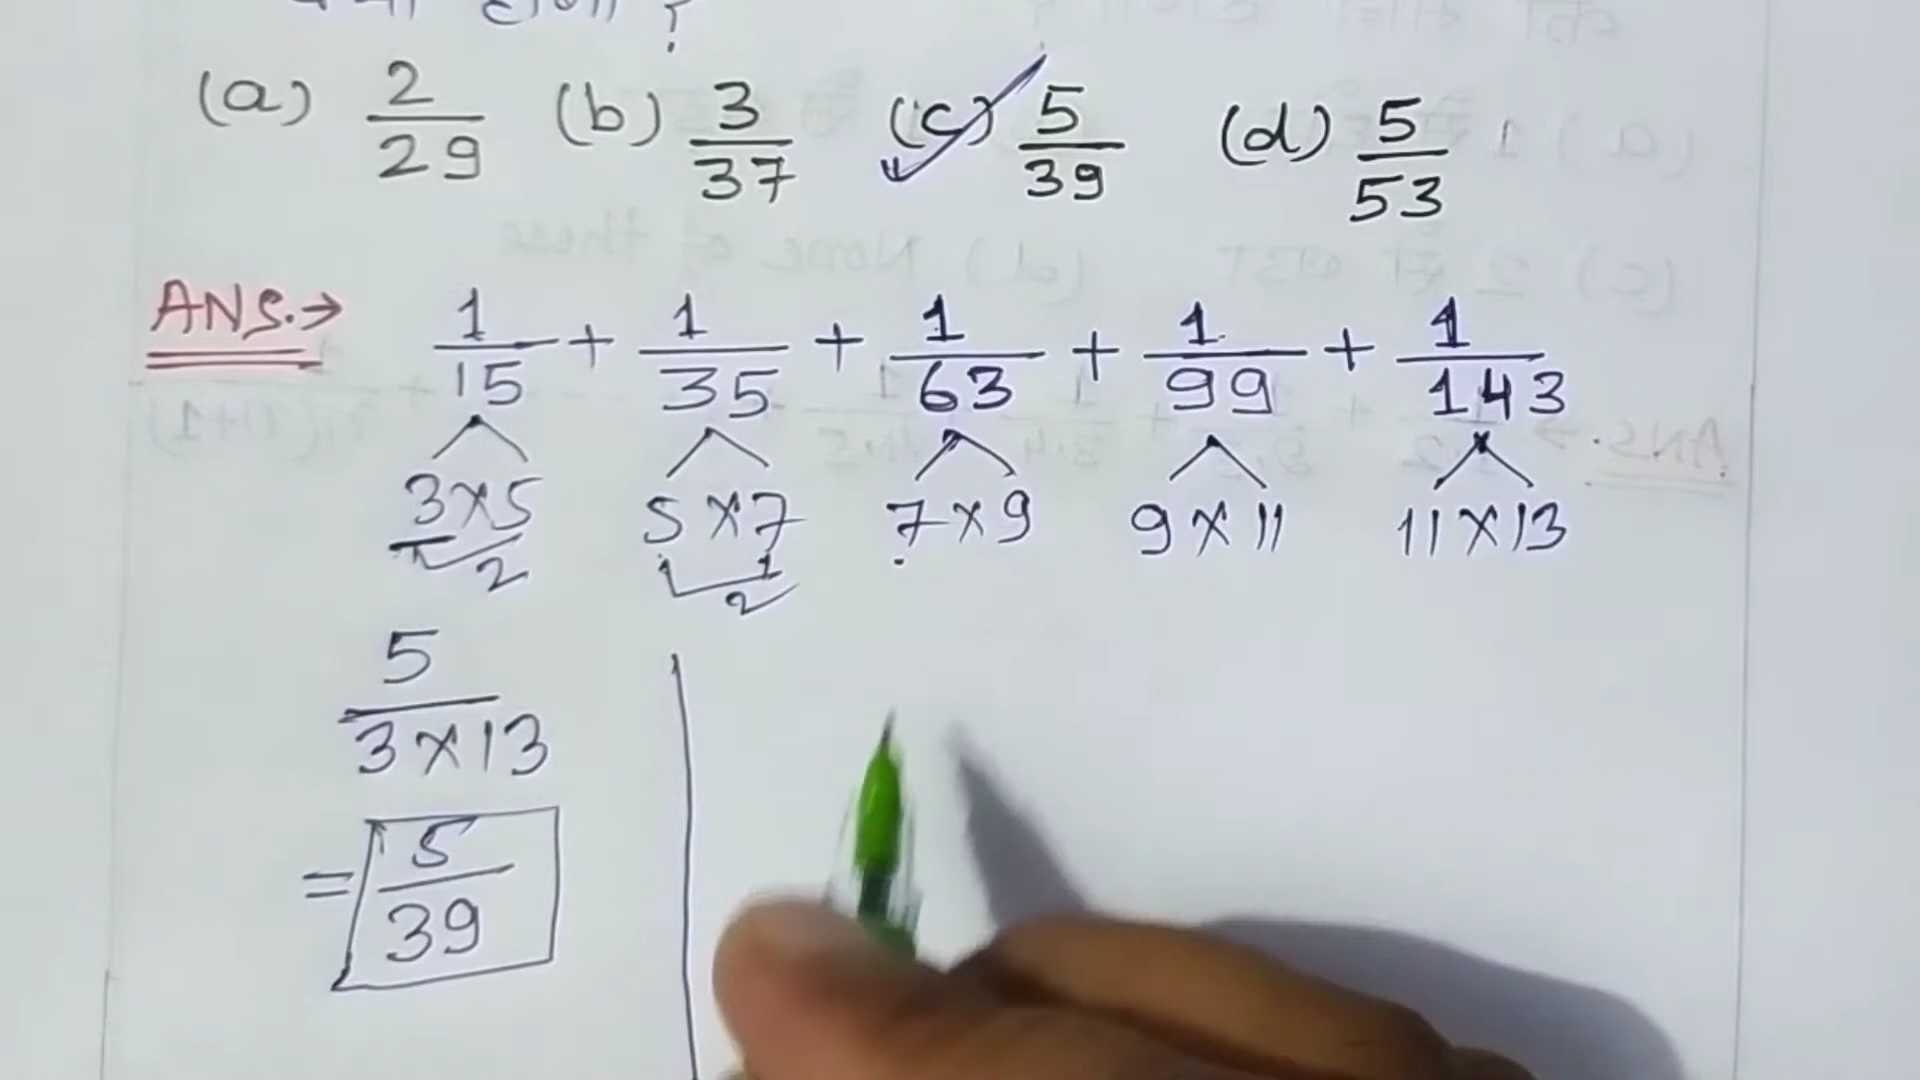 होगा ?
(a) 2/29 (b) 3/37 (c) 5/39 (d) 5/53
ANS.→ 1/15 + 1/35 + 1/63 + 1/99 + 1/143
3×5 5×7 7×9 9×11 11×13
2 2
5/3×13
= 5/39